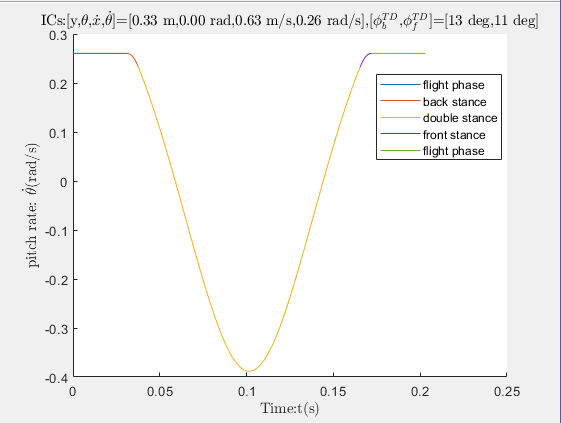 ICs:[y,θ,ẋ,θ̇]=[0.33 m,0.00 rad,0.63 m/s,0.26 rad/s],[ϕ_b^TD,ϕ_f^TD]=[13 deg,11 deg]
0.3
0.2
0.1
0
-0.1
-0.2
-0.3
-0.4
pitch rate: θ̇(rad/s)
flight phase
back stance
double stance
front stance
flight phase
0
0.05
0.1
0.15
0.2
0.25
Time:t(s)